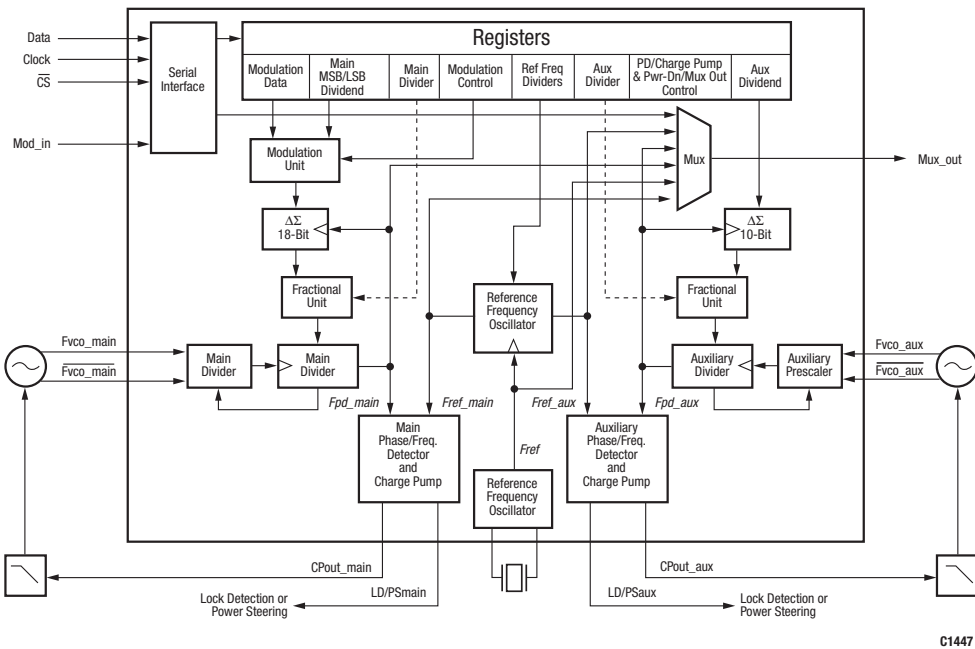 Data
Clock
CS
Mod_in
Serial
Interface
Registers
Modulation
Data
Main
MSB/LSB
Dividend
Main
Divider
Modulation
Control
Ref Freq
Dividers
Aux
Divider
PD/Charge Pump
& Pwr-Dn/Mux Out
Control
Aux
Dividend
Modulation
Unit
Mux
Mux_out
ΔΣ
18-Bit
ΔΣ
10-Bit
Fractional
Unit
Reference
Frequency
Oscillator
Fractional
Unit
Fvco_main
Fvco_main
Main
Divider
Main
Divider
Auxiliary
Divider
Auxiliary
Prescaler
Fvco_aux
Fvco_aux
Fpd_main
Fref_main
Fref_aux
Fpd_aux
Main
Phase/Freq.
Detector
and
Charge Pump
Fref
Auxiliary
Phase/Freq.
Detector
and
Charge Pump
Reference
Frequency
Oscillator
CPout_main
CPout_aux
LD/PSmain
LD/PSaux
Lock Detection or
Power Steering
Lock Detection or
Power Steering
C1447